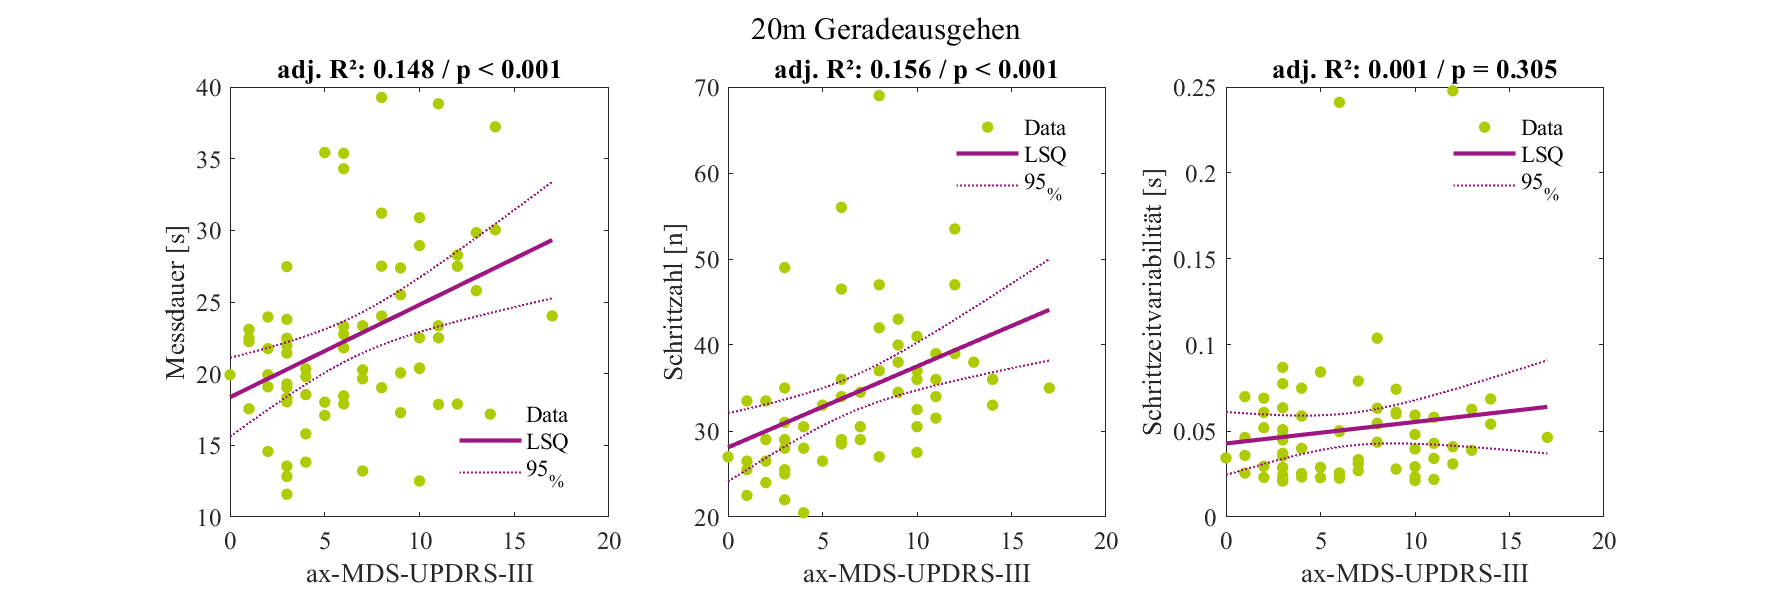 20m Geradeausgehen
adj. R²: 0.148 / p < 0.001
40
35
30
25
20
15
10
0 5 10 15 20
Messdauer [s]
ax-MDS-UPDRS-III
Data
LSQ
95%
adj. R²: 0.156 / p < 0.001
70
60
50
40
30
20
0 5 10 15 20
Schrittzahl [n]
ax-MDS-UPDRS-III
Data
LSQ
95%
adj. R²: 0.001 / p = 0.305
0.25
0.2
0.15
0.1
0.05
0
0 5 10 15 20
Schrittzeitvariabilität [s]
ax-MDS-UPDRS-III
Data
LSQ
95%